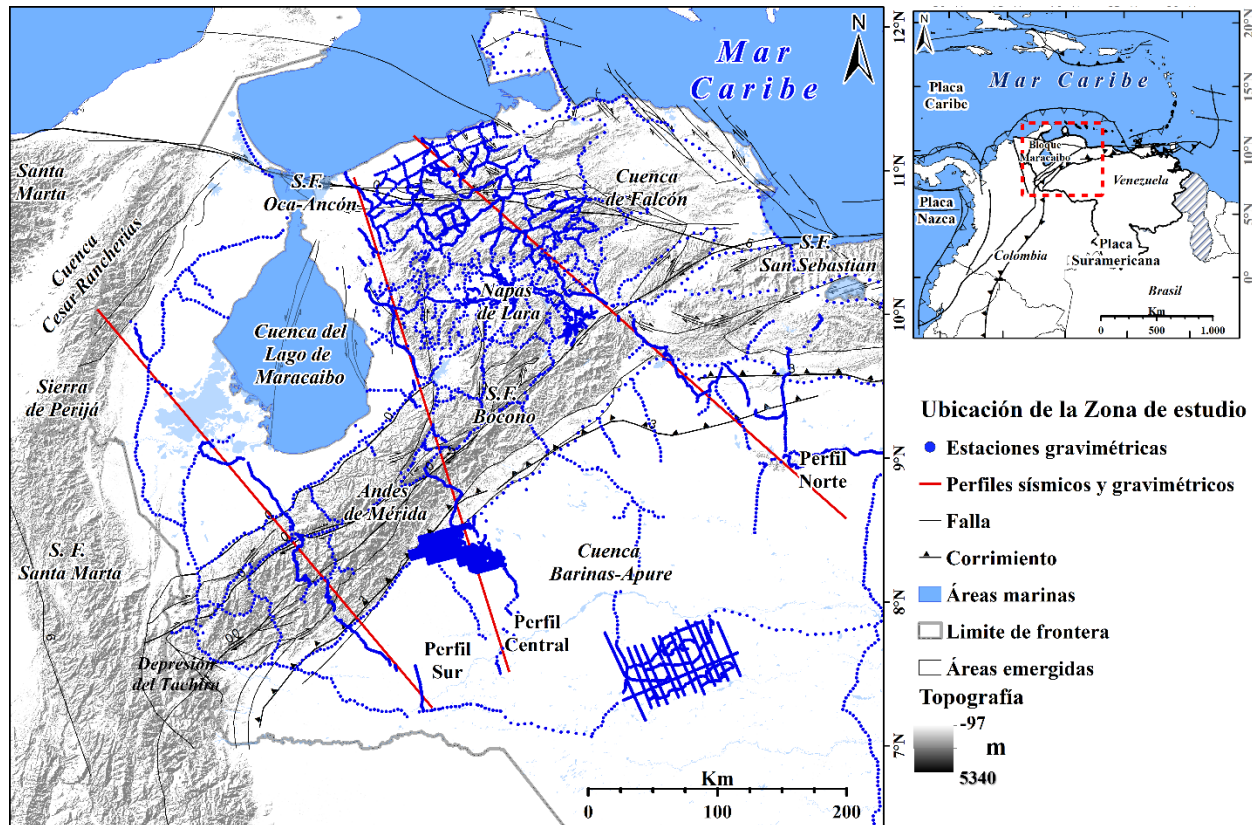 N
Mar
Caribe
Santa
Marta
S.F.
Oca-Ancón
Cuenca
de Falcón
Cuenca
Cesar Rancherias
S.F.
San Sebastian
Napas
de Lara
Cuenca del
Lago de
Maracaibo
Sierra
de Perijá
S.F.
Bocono
Perfil
Norte
Andes
de Mérida
S. F.
Santa Marta
Cuenca
Barinas-Apure
Perfil
Central
Perfil
Sur
Depresión
del Tachira
Km
0 50 100 200
12°N
11°N
10°N
9°N
8°N
7°N
N
Mar Caribe
Placa
Caribe
Bloque
Maracaibo
Venezuela
Placa
Nazca
Colombia
Placa
Suramericana
Brasil
Km
0 500 1.000
20°N
15°N
10°N
5°N
0°N
Ubicación de la Zona de estudio
Estaciones gravimétricas
Perfiles sísmicos y gravimétricos
Falla
Corrimiento
Áreas marinas
Limite de frontera
Áreas emergidas
Topografía
-97
m
5340